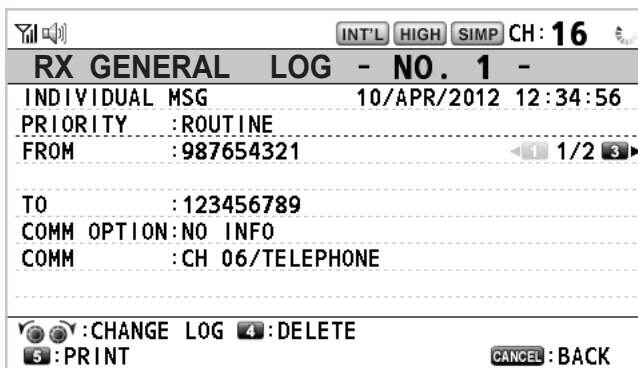 INT'L HIGH SIMP CH: 16
RX GENERAL LOG - NO. 1 -
INDIVIDUAL MSG 10/APR/2012 12:34:56
PRIORITY :ROUTINE
FROM :987654321 1 1/2 3
TO :123456789
COMM OPTION:NO INFO
COMM :CH 06/TELEPHONE
:CHANGE LOG 4:DELETE
5:PRINT CANCEL:BACK